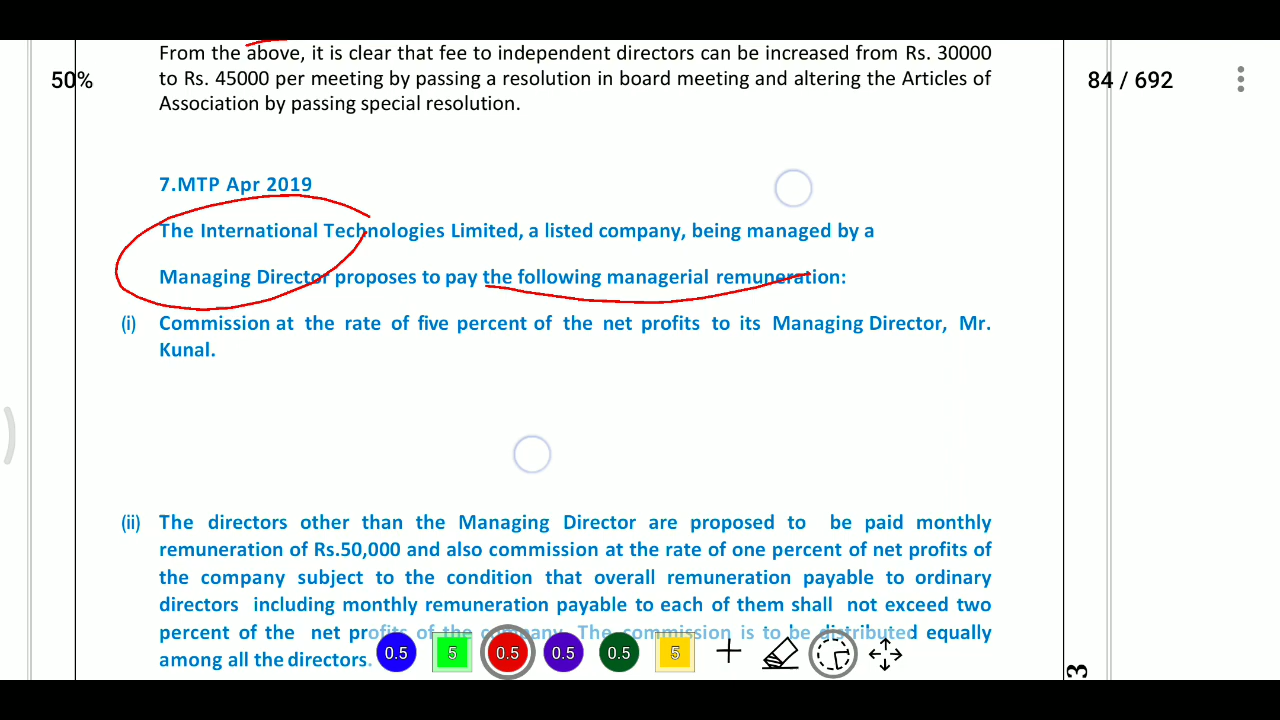 From the above, it is clear that fee to independent directors can be increased from Rs. 30000
50%
to Rs. 45000 per meeting by passing a resolution in board meeting and altering the Articles of
84 / 692
Association by passing special resolution.
7.MTP Apr 2019
The International Technologies Limited, a listed company, being managed by a
Managing Director proposes to pay the following managerial remuneration:
(i) Commission at the rate of five percent of the net profits to its Managing Director, Mr.
Kunal.
(ii) The directors other than the Managing Director are proposed to be paid monthly
remuneration of Rs.50,000 and also commission at the rate of one percent of net profits of
the company subject to the condition that overall remuneration payable to ordinary
directors including monthly remuneration payable to each of them shall not exceed two
percent of the net profits of the company. The commission is to be distributed equally
among all the directors.
0.5 5 0.5 0.5 0.5 5
3